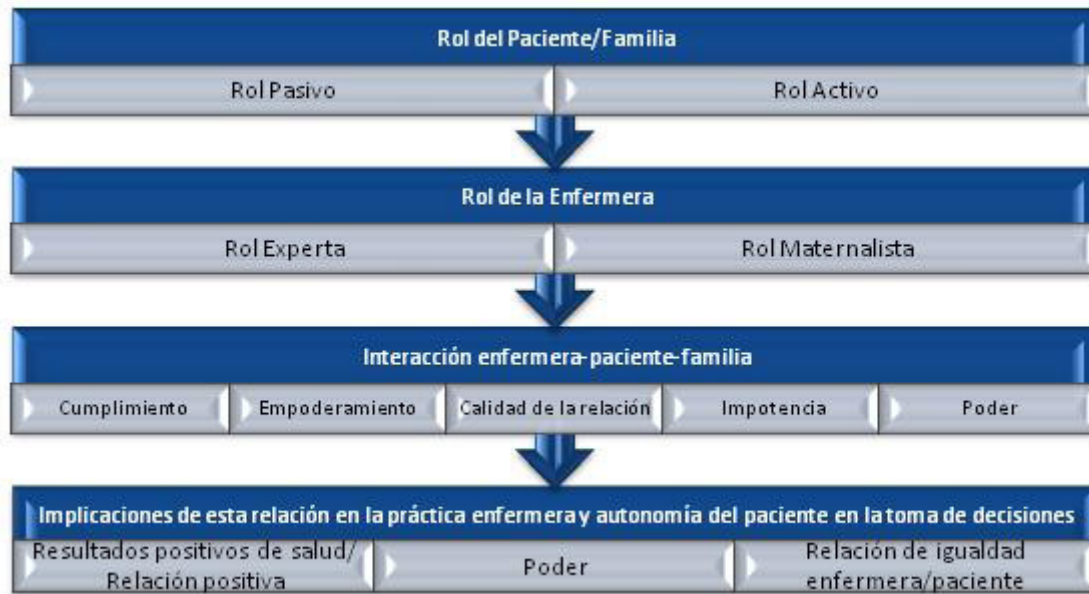 Rol del Paciente/Familia
Rol Pasivo
Rol Activo
Rol de la Enfermera
Rol Experta
Rol Maternalista
Interacción enfermera-paciente-familia
Cumplimiento
Empoderamiento
Calidad de la relación
Impotencia
Poder
Implicaciones de esta relación en la práctica enfermera y autonomía del paciente en la toma de decisiones
Resultados positivos de salud/
Relación positiva
Poder
Relación de igualdad
enfermera/paciente